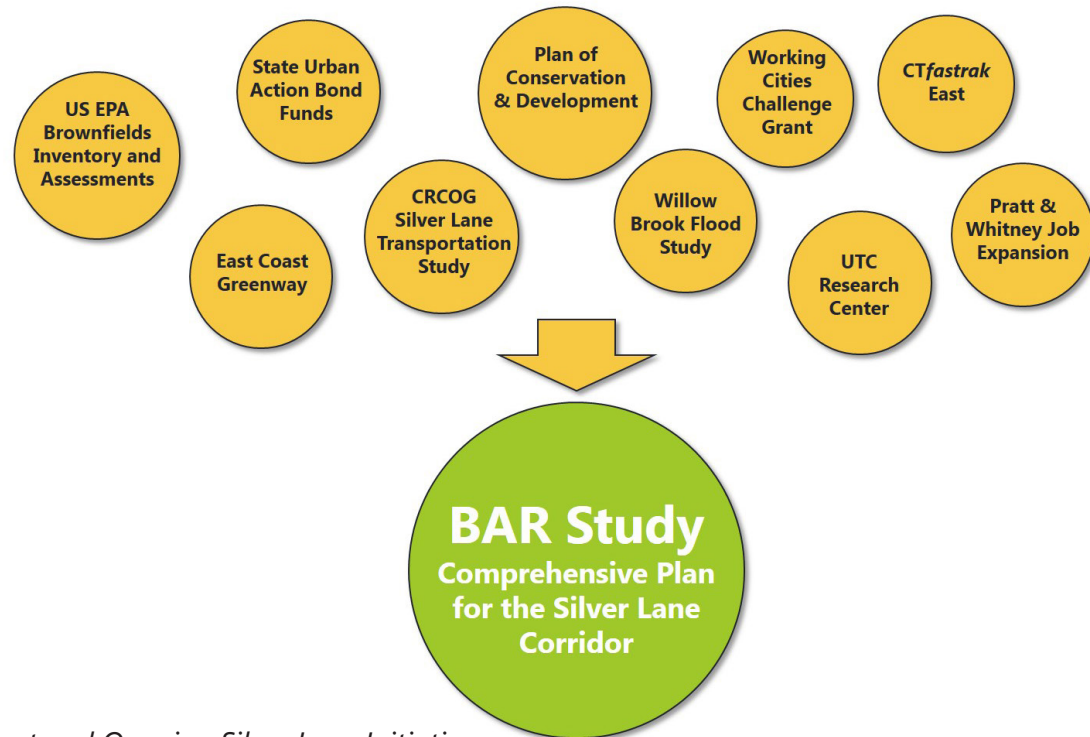 US EPA
Brownfields
Inventory and
Assessments
State Urban
Action Bond
Funds
Plan of
Conservation
& Development
Working
Cities
Challenge
Grant
CTfastrak
East
East Coast
Greenway
CRCOG
Silver Lane
Transportation
Study
Willow
Brook Flood
Study
UTC
Research
Center
Pratt &
Whitney Job
Expansion
BAR Study
Comprehensive Plan
for the Silver Lane
Corridor